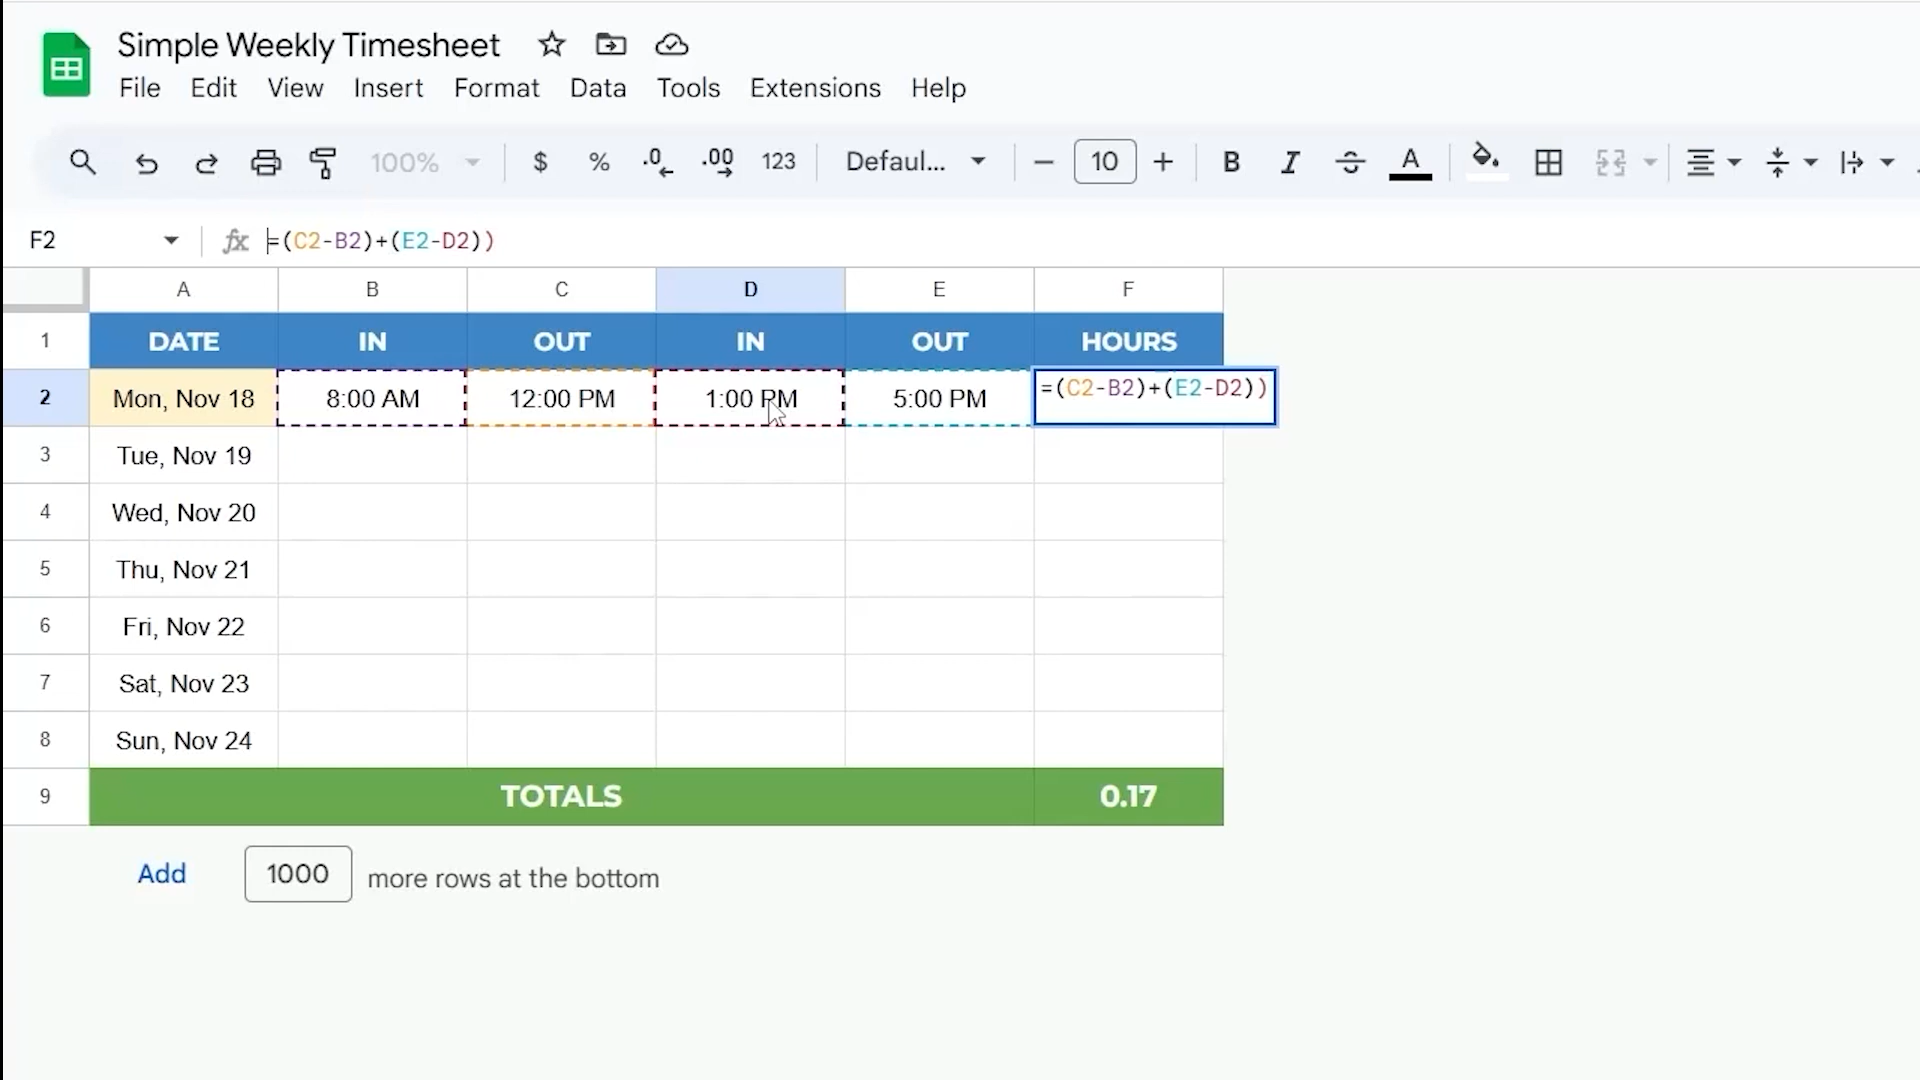 Simple Weekly Timesheet
File Edit View Insert Format Data Tools Extensions Help
100% $ % .0 .00 123 Defaul... − 10 + B I S A
F2 fx =(C2-B2)+(E2-D2))
A B C D E F
1 DATE IN OUT IN OUT HOURS
2 Mon, Nov 18 8:00 AM 12:00 PM 1:00 PM 5:00 PM =(C2-B2)+(E2-D2))
3 Tue, Nov 19
4 Wed, Nov 20
5 Thu, Nov 21
6 Fri, Nov 22
7 Sat, Nov 23
8 Sun, Nov 24
9 TOTALS 0.17
Add 1000 more rows at the bottom